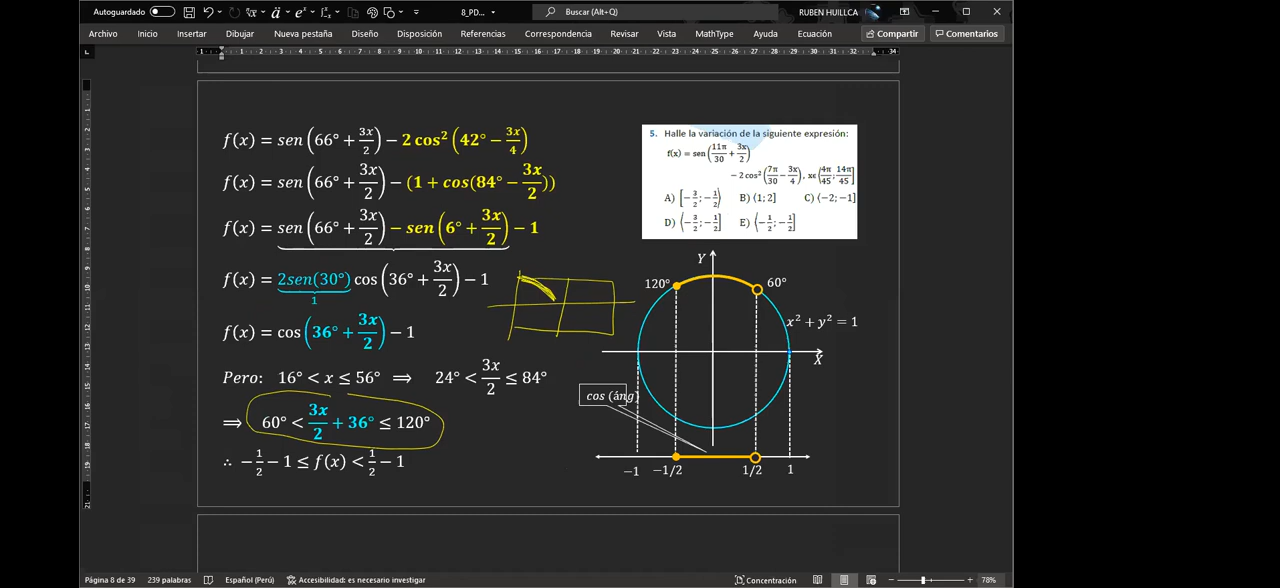 Autoguardado
8_PD...
Buscar (Alt+Q)
RUBEN HUILLCA
Archivo Inicio Insertar Dibujar Nueva pestaña Diseño Disposición Referencias Correspondencia Revisar Vista MathType Ayuda Ecuación Compartir Comentarios
f(x) = sen(66° + 3x/2) − 2 cos²(42° − 3x/4)
f(x) = sen(66° + 3x/2) − (1 + cos(84° − 3x/2))
f(x) = sen(66° + 3x/2) − sen(6° + 3x/2) − 1
f(x) = 2sen(30°) cos(36° + 3x/2) − 1
1
f(x) = cos(36° + 3x/2) − 1
Pero: 16° < x ≤ 56° ⟹ 24° < 3x/2 ≤ 84°
⟹ 60° < 3x/2 + 36° ≤ 120°
∴ −1/2 − 1 ≤ f(x) < 1/2 − 1
5. Halle la variación de la siguiente expresión:
f(x) = sen(11π/30 + 3x/2)
− 2 cos²(7π/30 − 3x/4), x∈⟨4π/45; 14π/45]
A) [−3/2; −1/2⟩ B) ⟨1; 2] C) ⟨−2; −1]
D) ⟨−3/2; −1/2] E) ⟨−1/2; −1/2]
Y
120° 60°
x² + y² = 1
X
cos (áng)
−1 −1/2 1/2 1
Página 8 de 39 239 palabras Español (Perú) Accesibilidad: es necesario investigar Concentración 78%